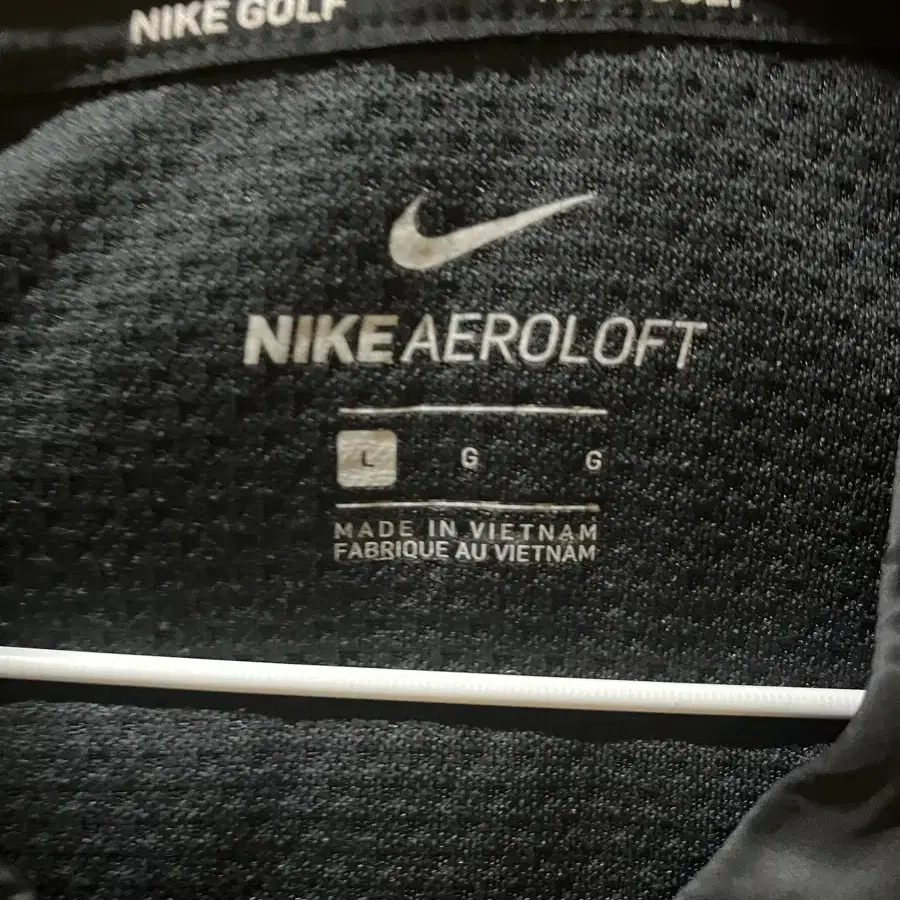 NIKE GOLF
NIKE AEROLOFT
L G G
MADE IN VIETNAM
FABRIQUE AU VIETNAM